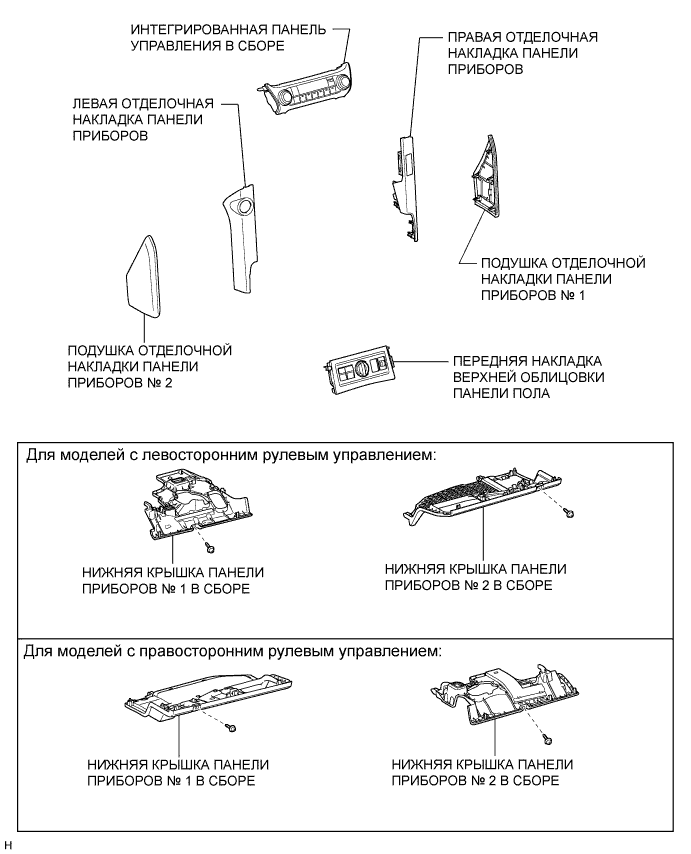 ИНТЕГРИРОВАННАЯ ПАНЕЛЬ
УПРАВЛЕНИЯ В СБОРЕ
ПРАВАЯ ОТДЕЛОЧНАЯ
НАКЛАДКА ПАНЕЛИ
ПРИБОРОВ
ЛЕВАЯ ОТДЕЛОЧНАЯ
НАКЛАДКА ПАНЕЛИ
ПРИБОРОВ
ПОДУШКА ОТДЕЛОЧНОЙ
НАКЛАДКИ ПАНЕЛИ
ПРИБОРОВ № 1
ПОДУШКА ОТДЕЛОЧНОЙ
НАКЛАДКИ ПАНЕЛИ
ПРИБОРОВ № 2
ПЕРЕДНЯЯ НАКЛАДКА
ВЕРХНЕЙ ОБЛИЦОВКИ
ПАНЕЛИ ПОЛА
Для моделей с левосторонним рулевым управлением:
НИЖНЯЯ КРЫШКА ПАНЕЛИ
ПРИБОРОВ № 1 В СБОРЕ
НИЖНЯЯ КРЫШКА ПАНЕЛИ
ПРИБОРОВ № 2 В СБОРЕ
Для моделей с правосторонним рулевым управлением:
НИЖНЯЯ КРЫШКА ПАНЕЛИ
ПРИБОРОВ № 1 В СБОРЕ
НИЖНЯЯ КРЫШКА ПАНЕЛИ
ПРИБОРОВ № 2 В СБОРЕ
H